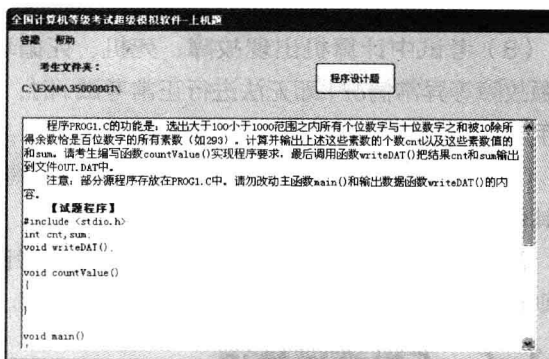 全国计算机等级考试超级模拟软件-上机题
答题 帮助
考生文件夹：
程序设计题
C:\EXAM\3500000T\
程序PROG1.C的功能是：选出大于100小于1000范围之内所有个位数字与十位数字之和被10除所
得余数恰是百位数字的所有素数（如293）。计算并输出上述这些素数的个数cnt以及这些素数值的
和sum。请考生编写函数countValue()实现程序要求，最后调用函数writeDAT()把结果cnt和sum输出
到文件OUT.DAT中。
注意：部分源程序存放在PROG1.C中。请勿改动主函数main()和输出数据函数writeDAT()的内
容。
【试题程序】
#include <stdio.h>
int cnt,sum;
void writeDAT();
void countValue()
{
}
void main()